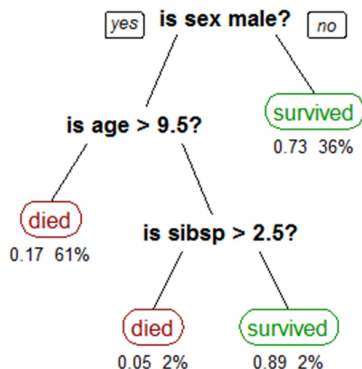 yes is sex male? no
is age > 9.5?
survived
0.73 36%
died
0.17 61%
is sibsp > 2.5?
died survived
0.05 2% 0.89 2%